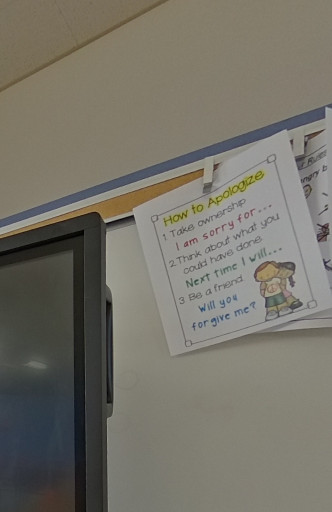 How to Apologize
1. Take ownership
I am sorry for...
2. Think about what you
could have done.
Next time I will...
3. Be a friend
Will you
forgive me?